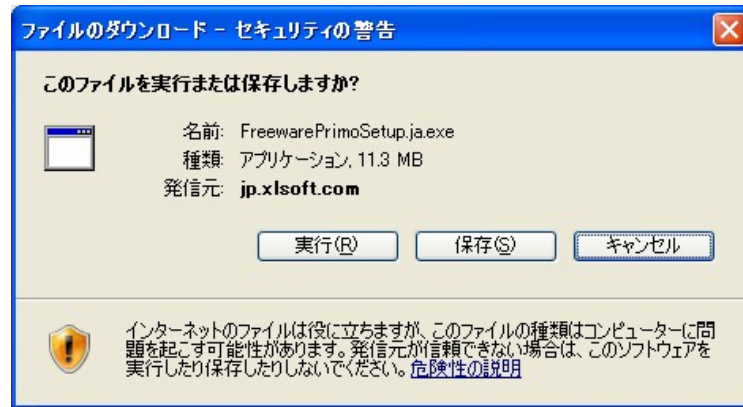 ファイルのダウンロード - セキュリティの警告
このファイルを実行または保存しますか?
名前: FreewarePrimoSetup.ja.exe
種類: アプリケーション, 11.3 MB
発信元: jp.xlsoft.com
実行(R) 保存(S) キャンセル
インターネットのファイルは役に立ちますが、このファイルの種類はコンピューターに問
題を起こす可能性があります。発信元が信頼できない場合は、このソフトウェアを
実行したり保存したりしないでください。危険性の説明